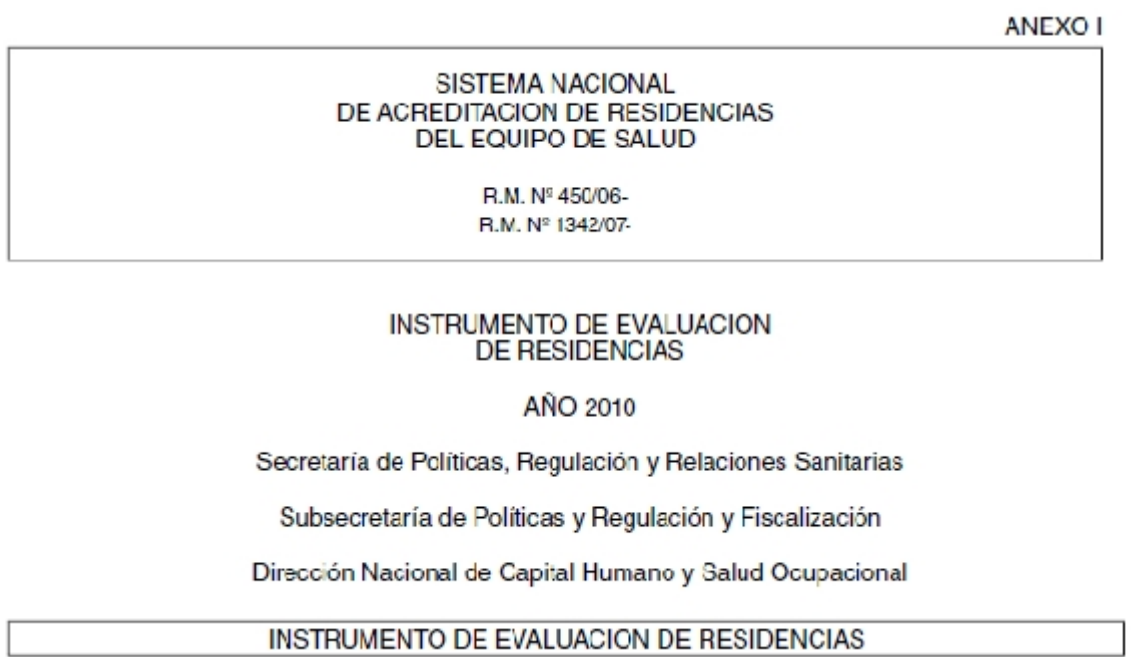 ANEXO I
SISTEMA NACIONAL
DE ACREDITACION DE RESIDENCIAS
DEL EQUIPO DE SALUD
R.M. Nº 450/06-
R.M. Nº 1342/07-
INSTRUMENTO DE EVALUACION
DE RESIDENCIAS
AÑO 2010
Secretaría de Políticas, Regulación y Relaciones Sanitarias
Subsecretaría de Políticas y Regulación y Fiscalización
Dirección Nacional de Capital Humano y Salud Ocupacional
INSTRUMENTO DE EVALUACION DE RESIDENCIAS